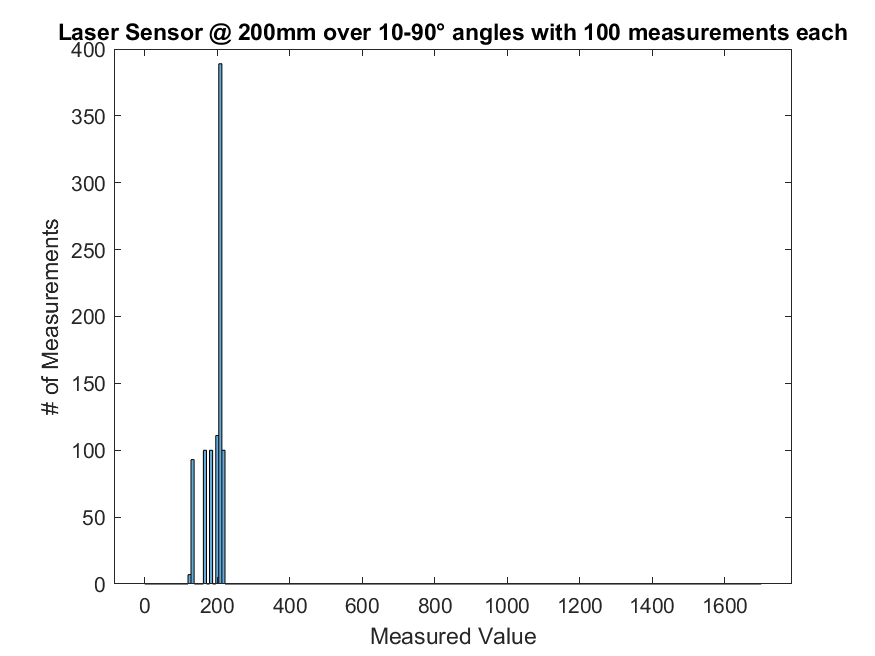 Laser Sensor @ 200mm over 10-90° angles with 100 measurements each
400
350
300
250
200
150
100
50
0
# of Measurements
0 200 400 600 800 1000 1200 1400 1600
Measured Value